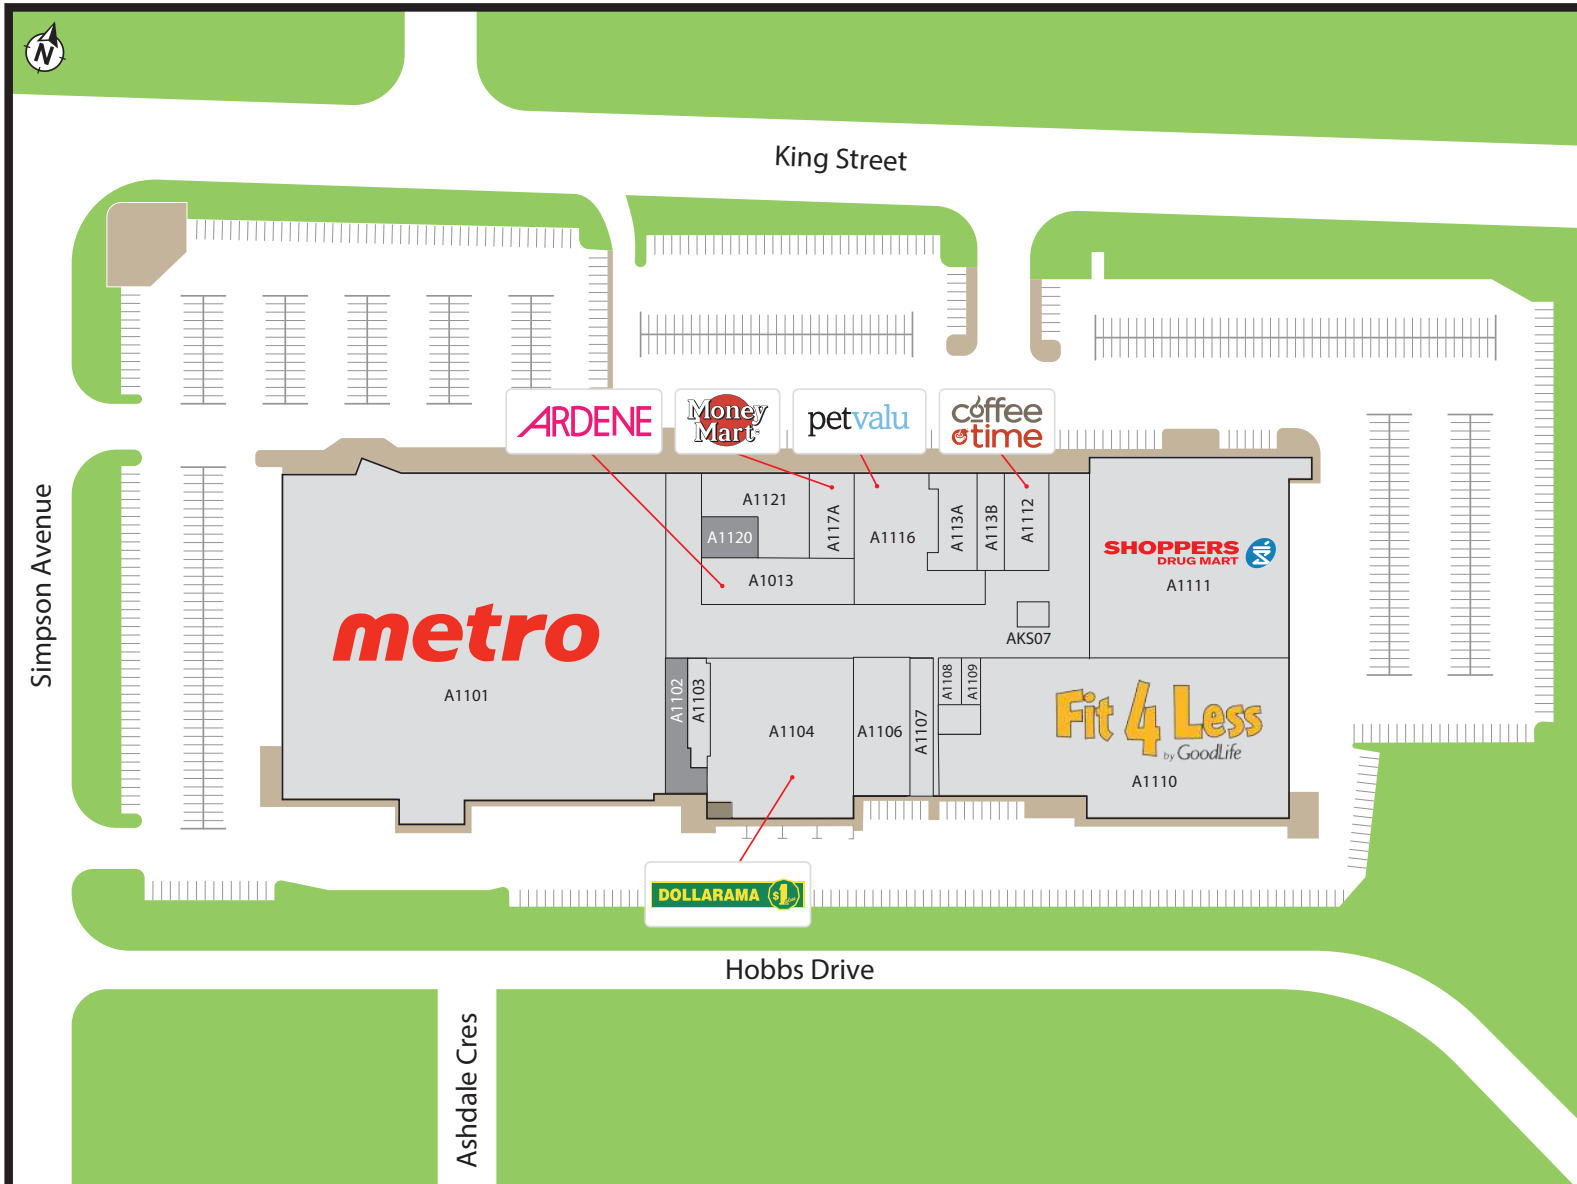 N
King Street
Simpson Avenue
ARDENE
Money
Mart
petvalu
coffee
time
A1121
A1120
A117A
A1116
A113A
A113B
A1112
A1013
SHOPPERS
DRUG MART
A1111
AKS07
metro
A1101
A1102
A1103
A1104
A1106
A1107
A1108
A1109
Fit 4 Less
by GoodLife
A1110
DOLLARAMA $1
Hobbs Drive
Ashdale Cres